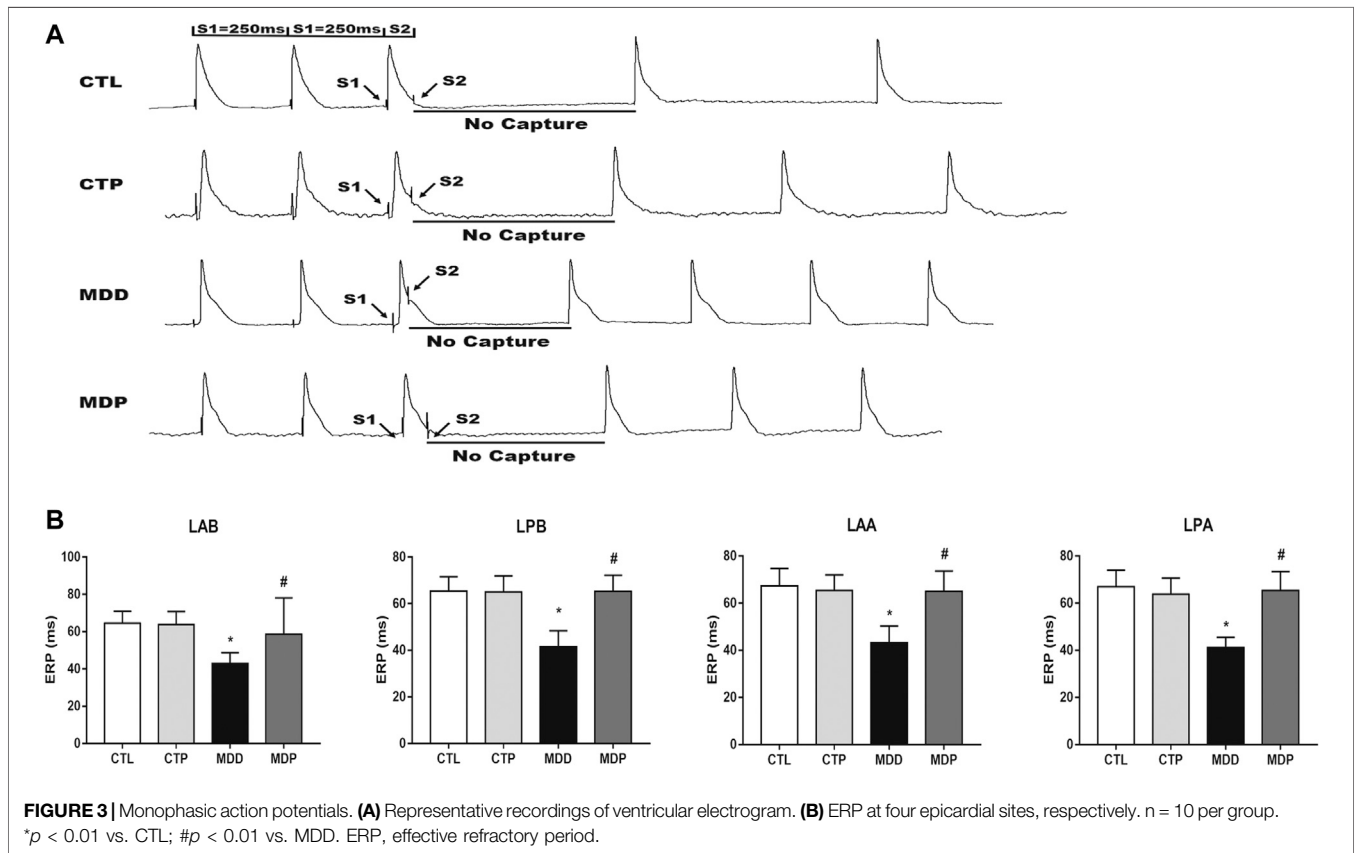 A
S1=250ms S1=250ms S2
CTL
S1
S2
No Capture
CTP
S1
S2
No Capture
MDD
S1
S2
No Capture
MDP
S1
S2
No Capture
B
LAB
ERP (ms)
100
80
60
40
20
0
*
#
CTL CTP MDD MDP
LPB
ERP (ms)
80
60
40
20
0
*
#
CTL CTP MDD MDP
LAA
ERP (ms)
80
60
40
20
0
*
#
CTL CTP MDD MDP
LPA
ERP (ms)
80
60
40
20
0
*
#
CTL CTP MDD MDP
FIGURE 3 | Monophasic action potentials. (A) Representative recordings of ventricular electrogram. (B) ERP at four epicardial sites, respectively. n = 10 per group.
*p < 0.01 vs. CTL; #p < 0.01 vs. MDD. ERP, effective refractory period.